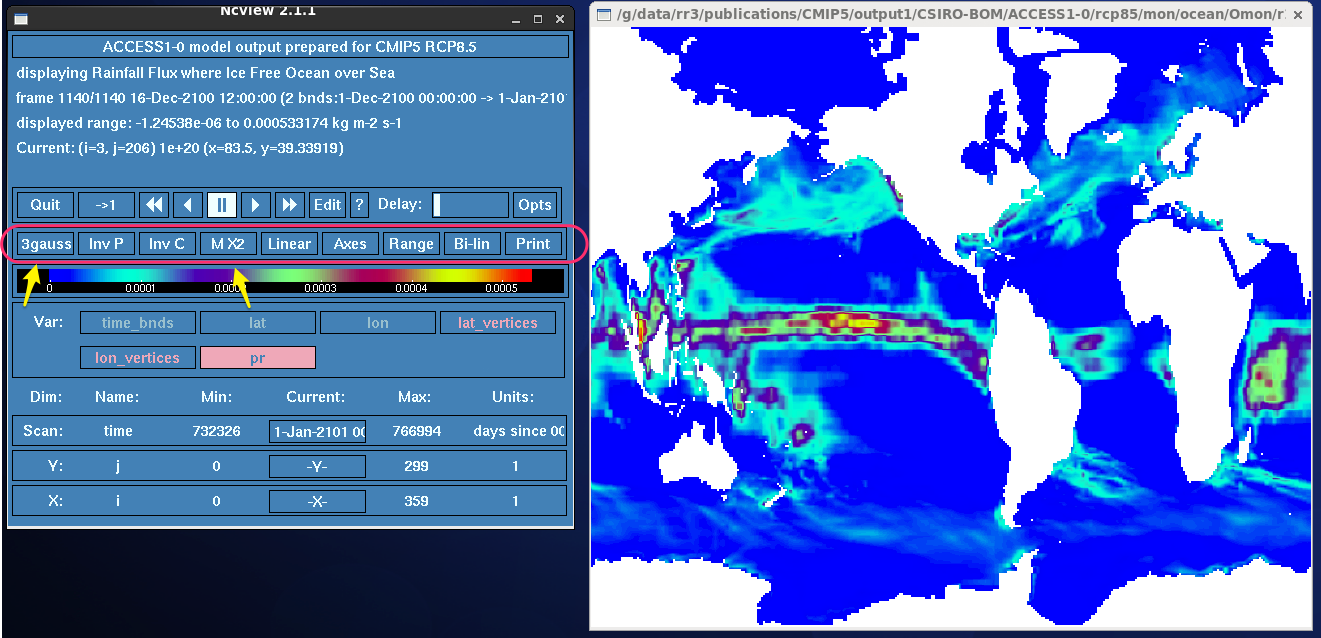 Ncview 2.1.1
ACCESS1-0 model output prepared for CMIP5 RCP8.5
displaying Rainfall Flux where Ice Free Ocean over Sea
frame 1140/1140 16-Dec-2100 12:00:00 (2 bnds:1-Dec-2100 00:00:00 -> 1-Jan-210
displayed range: -1.24538e-06 to 0.000533174 kg m-2 s-1
Current: (i=3, j=206) 1e+20 (x=83.5, y=39.33919)
Quit ->1 Edit ? Delay: Opts
3gauss Inv P Inv C M X2 Linear Axes Range Bi-lin Print
0 0.0001 0.0003 0.0004 0.0005
Var: time_bnds lat lon lat_vertices
lon_vertices pr
Dim: Name: Min: Current: Max: Units:
Scan: time 732326 1-Jan-2101 00 766994 days since 00
Y: j 0 -Y- 299 1
X: i 0 -X- 359 1
/g/data/rr3/publications/CMIP5/output1/CSIRO-BOM/ACCESS1-0/rcp85/mon/ocean/Omon/r